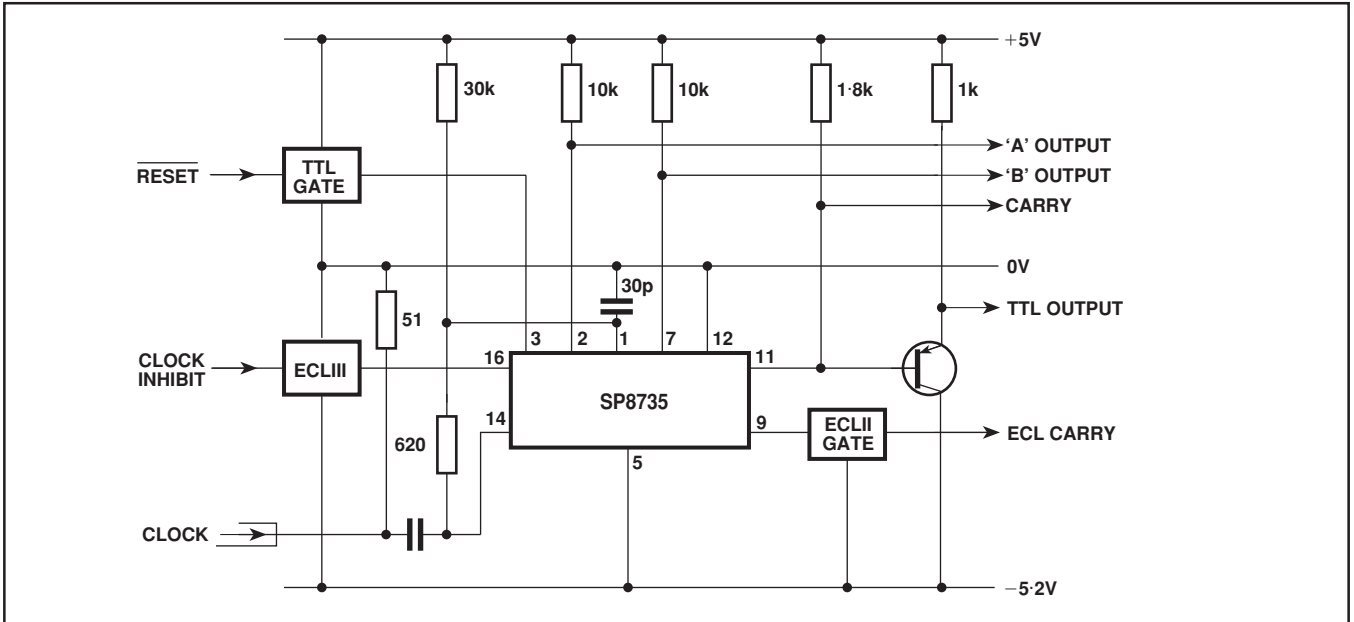 +5V
30k
10k
10k
1·8k
1k
'A' OUTPUT
RESET
TTL
GATE
'B' OUTPUT
CARRY
0V
30p
51
TTL OUTPUT
3
2
1
7
12
CLOCK
INHIBIT
ECLIII
16
11
SP8735
14
9
ECLII
GATE
ECL CARRY
620
5
CLOCK
−5·2V